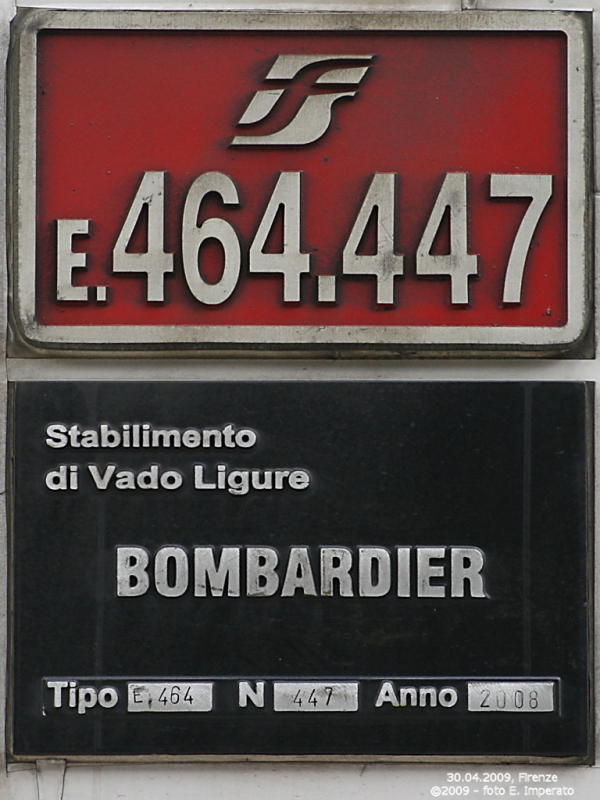 E.464.447
Stabilimento
di Vado Ligure
BOMBARDIER
Tipo E.464 N 447 Anno 2008
30.04.2009, Firenze
©2009 - foto E. Imperato